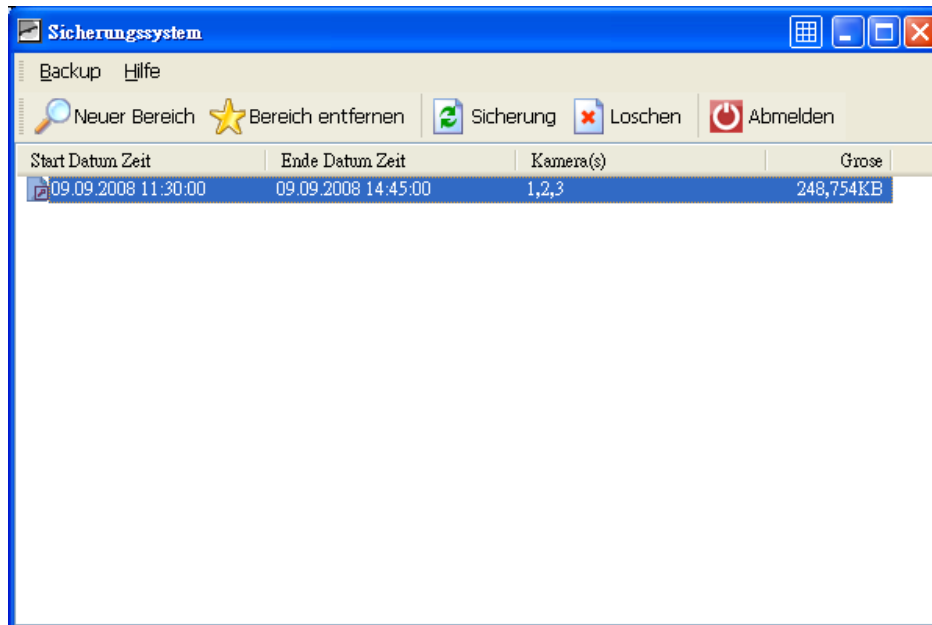 Sicherungssystem
Backup Hilfe
Neuer Bereich Bereich entfernen Sicherung Loschen Abmelden
Start Datum Zeit Ende Datum Zeit Kamera(s) Grose
09.09.2008 11:30:00 09.09.2008 14:45:00 1,2,3 248,754KB